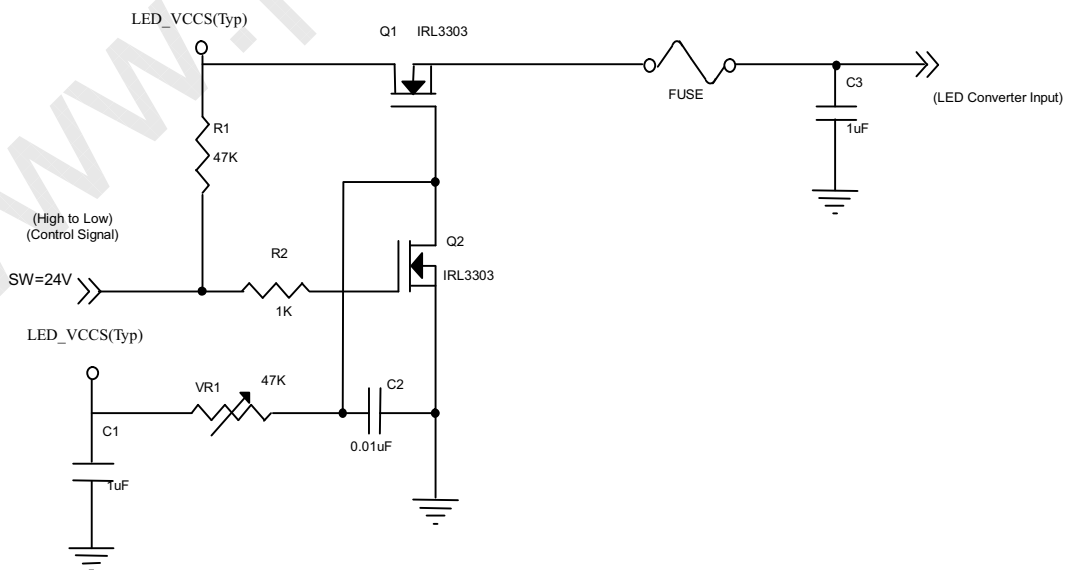 LED_VCCS(Typ)
Q1 IRL3303
FUSE
C3
1uF
(LED Converter Input)
R1
47K
(High to Low)
(Control Signal)
SW=24V
R2
1K
Q2
IRL3303
LED_VCCS(Typ)
VR1
47K
C2
0.01uF
C1
1uF